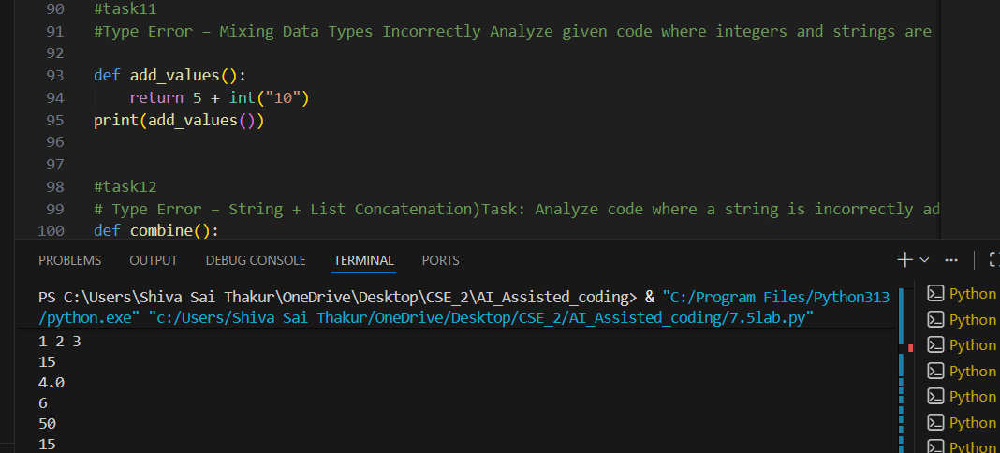 90 #task11
91 #Type Error – Mixing Data Types Incorrectly Analyze given code where integers and strings are
92
93 def add_values():
94     return 5 + int("10")
95 print(add_values())
96
97
98 #task12
99 # Type Error – String + List Concatenation)Task: Analyze code where a string is incorrectly ad
100 def combine():
PROBLEMS OUTPUT DEBUG CONSOLE TERMINAL PORTS
PS C:\Users\Shiva Sai Thakur\OneDrive\Desktop\CSE_2\AI_Assisted_coding> & "C:/Program Files/Python313
/python.exe" "c:/Users/Shiva Sai Thakur/OneDrive/Desktop/CSE_2/AI_Assisted_coding/7.5lab.py"
1 2 3
15
4.0
6
50
15
Python
Python
Python
Python
Python
Python
Python